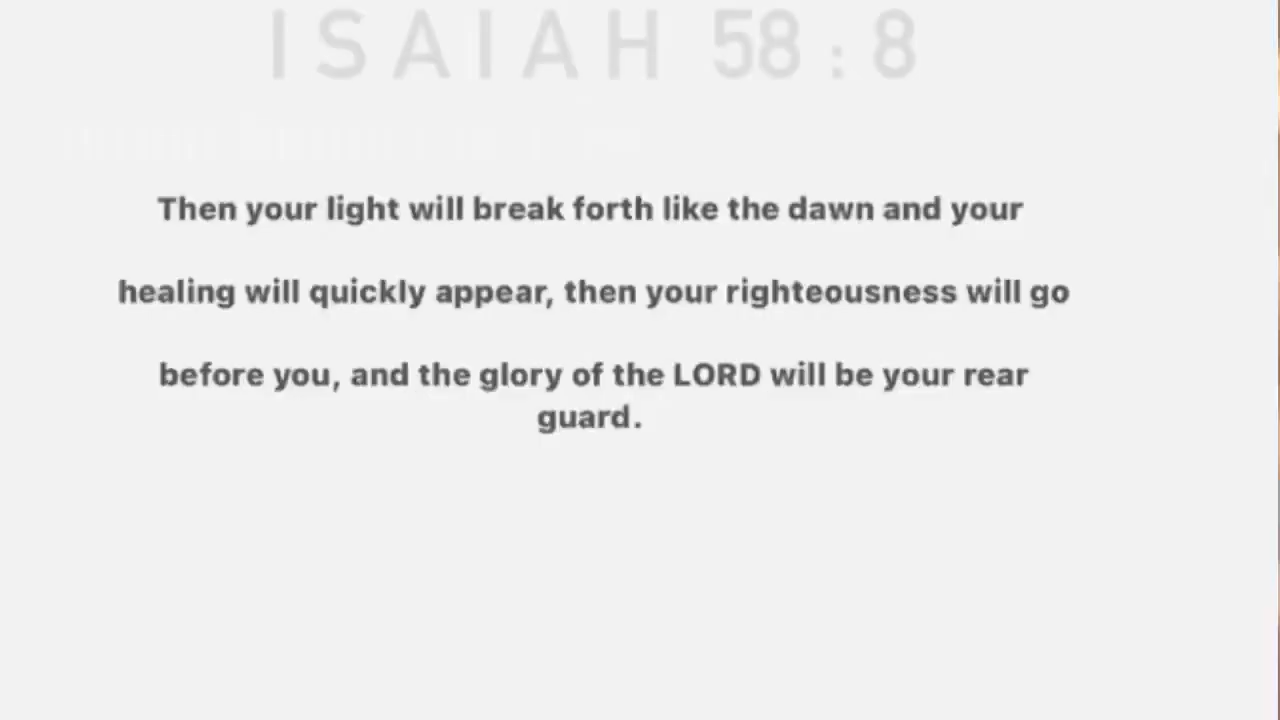 ISAIAH 58:8
Then your light will break forth like the dawn and your
healing will quickly appear, then your righteousness will go
before you, and the glory of the LORD will be your rear
guard.